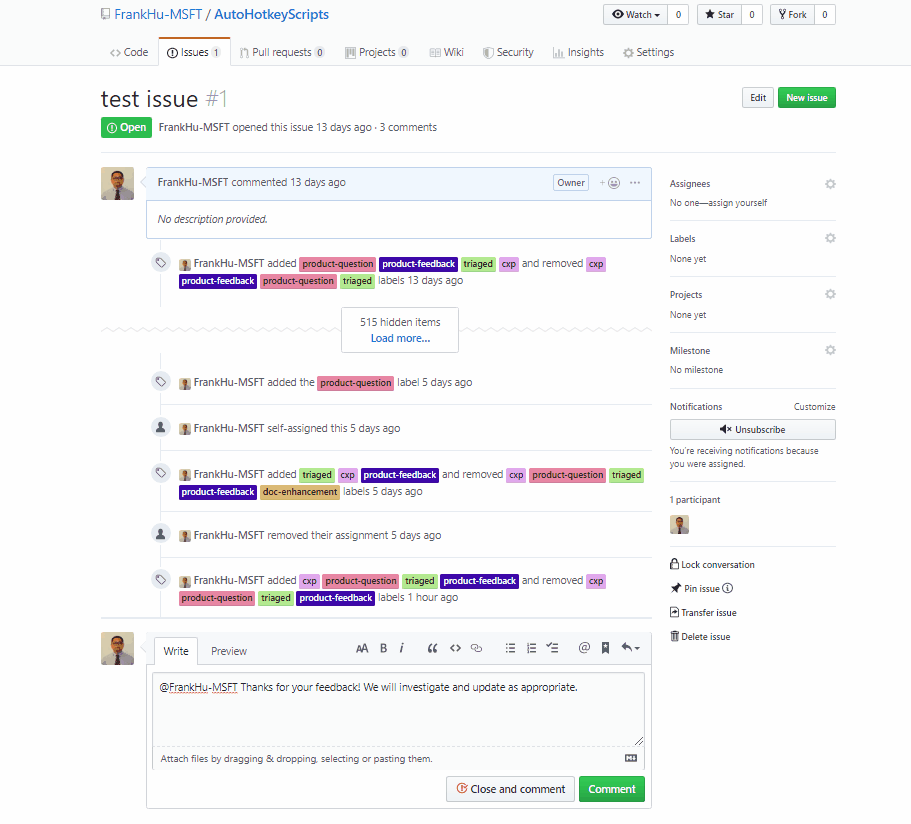 FrankHu-MSFT / AutoHotkeyScripts
Watch 0 Star 0 Fork 0
Code Issues 1 Pull requests 0 Projects 0 Wiki Security Insights Settings
test issue #1
Edit New issue
Open FrankHu-MSFT opened this issue 13 days ago · 3 comments
FrankHu-MSFT commented 13 days ago Owner + ...
No description provided.
FrankHu-MSFT added product-question product-feedback triaged cxp and removed cxp
product-feedback product-question triaged labels 13 days ago
515 hidden items
Load more...
FrankHu-MSFT added the product-question label 5 days ago
FrankHu-MSFT self-assigned this 5 days ago
FrankHu-MSFT added triaged cxp product-feedback and removed cxp product-question triaged
product-feedback doc-enhancement labels 5 days ago
FrankHu-MSFT removed their assignment 5 days ago
FrankHu-MSFT added cxp product-question triaged product-feedback and removed cxp
product-question triaged product-feedback labels 1 hour ago
Write Preview AA B i “ <> @
@FrankHu-MSFT Thanks for your feedback! We will investigate and update as appropriate.
Attach files by dragging & dropping, selecting or pasting them.
Close and comment Comment
Assignees
No one—assign yourself
Labels
None yet
Projects
None yet
Milestone
No milestone
Notifications Customize
Unsubscribe
You're receiving notifications because
you were assigned.
1 participant
Lock conversation
Pin issue
Transfer issue
Delete issue